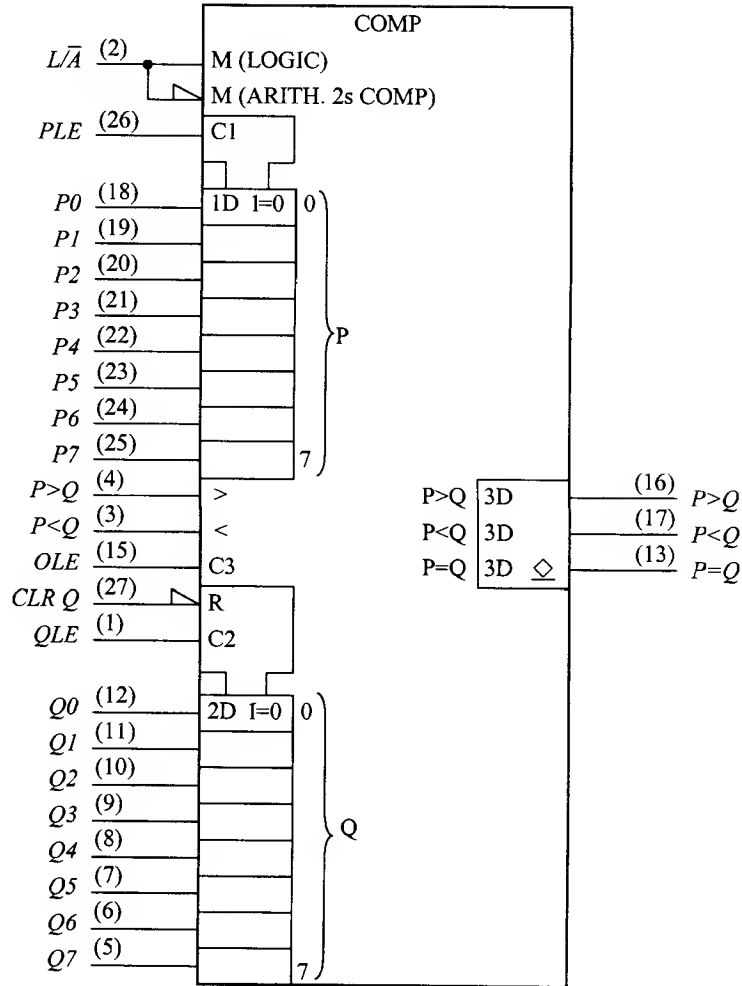 COMP
L/A̅ (2) M (LOGIC)
M (ARITH. 2s COMP)
PLE (26) C1
P0 (18) 1D 1=0 0
P1 (19)
P2 (20)
P3 (21)
P4 (22) P
P5 (23)
P6 (24)
P7 (25) 7
P>Q (4) > P>Q 3D (16) P>Q
P<Q (3) < P<Q 3D (17) P<Q
OLE (15) C3 P=Q 3D (13) P=Q
CLR Q (27) R
QLE (1) C2
Q0 (12) 2D I=0 0
Q1 (11)
Q2 (10)
Q3 (9)
Q4 (8) Q
Q5 (7)
Q6 (6)
Q7 (5) 7